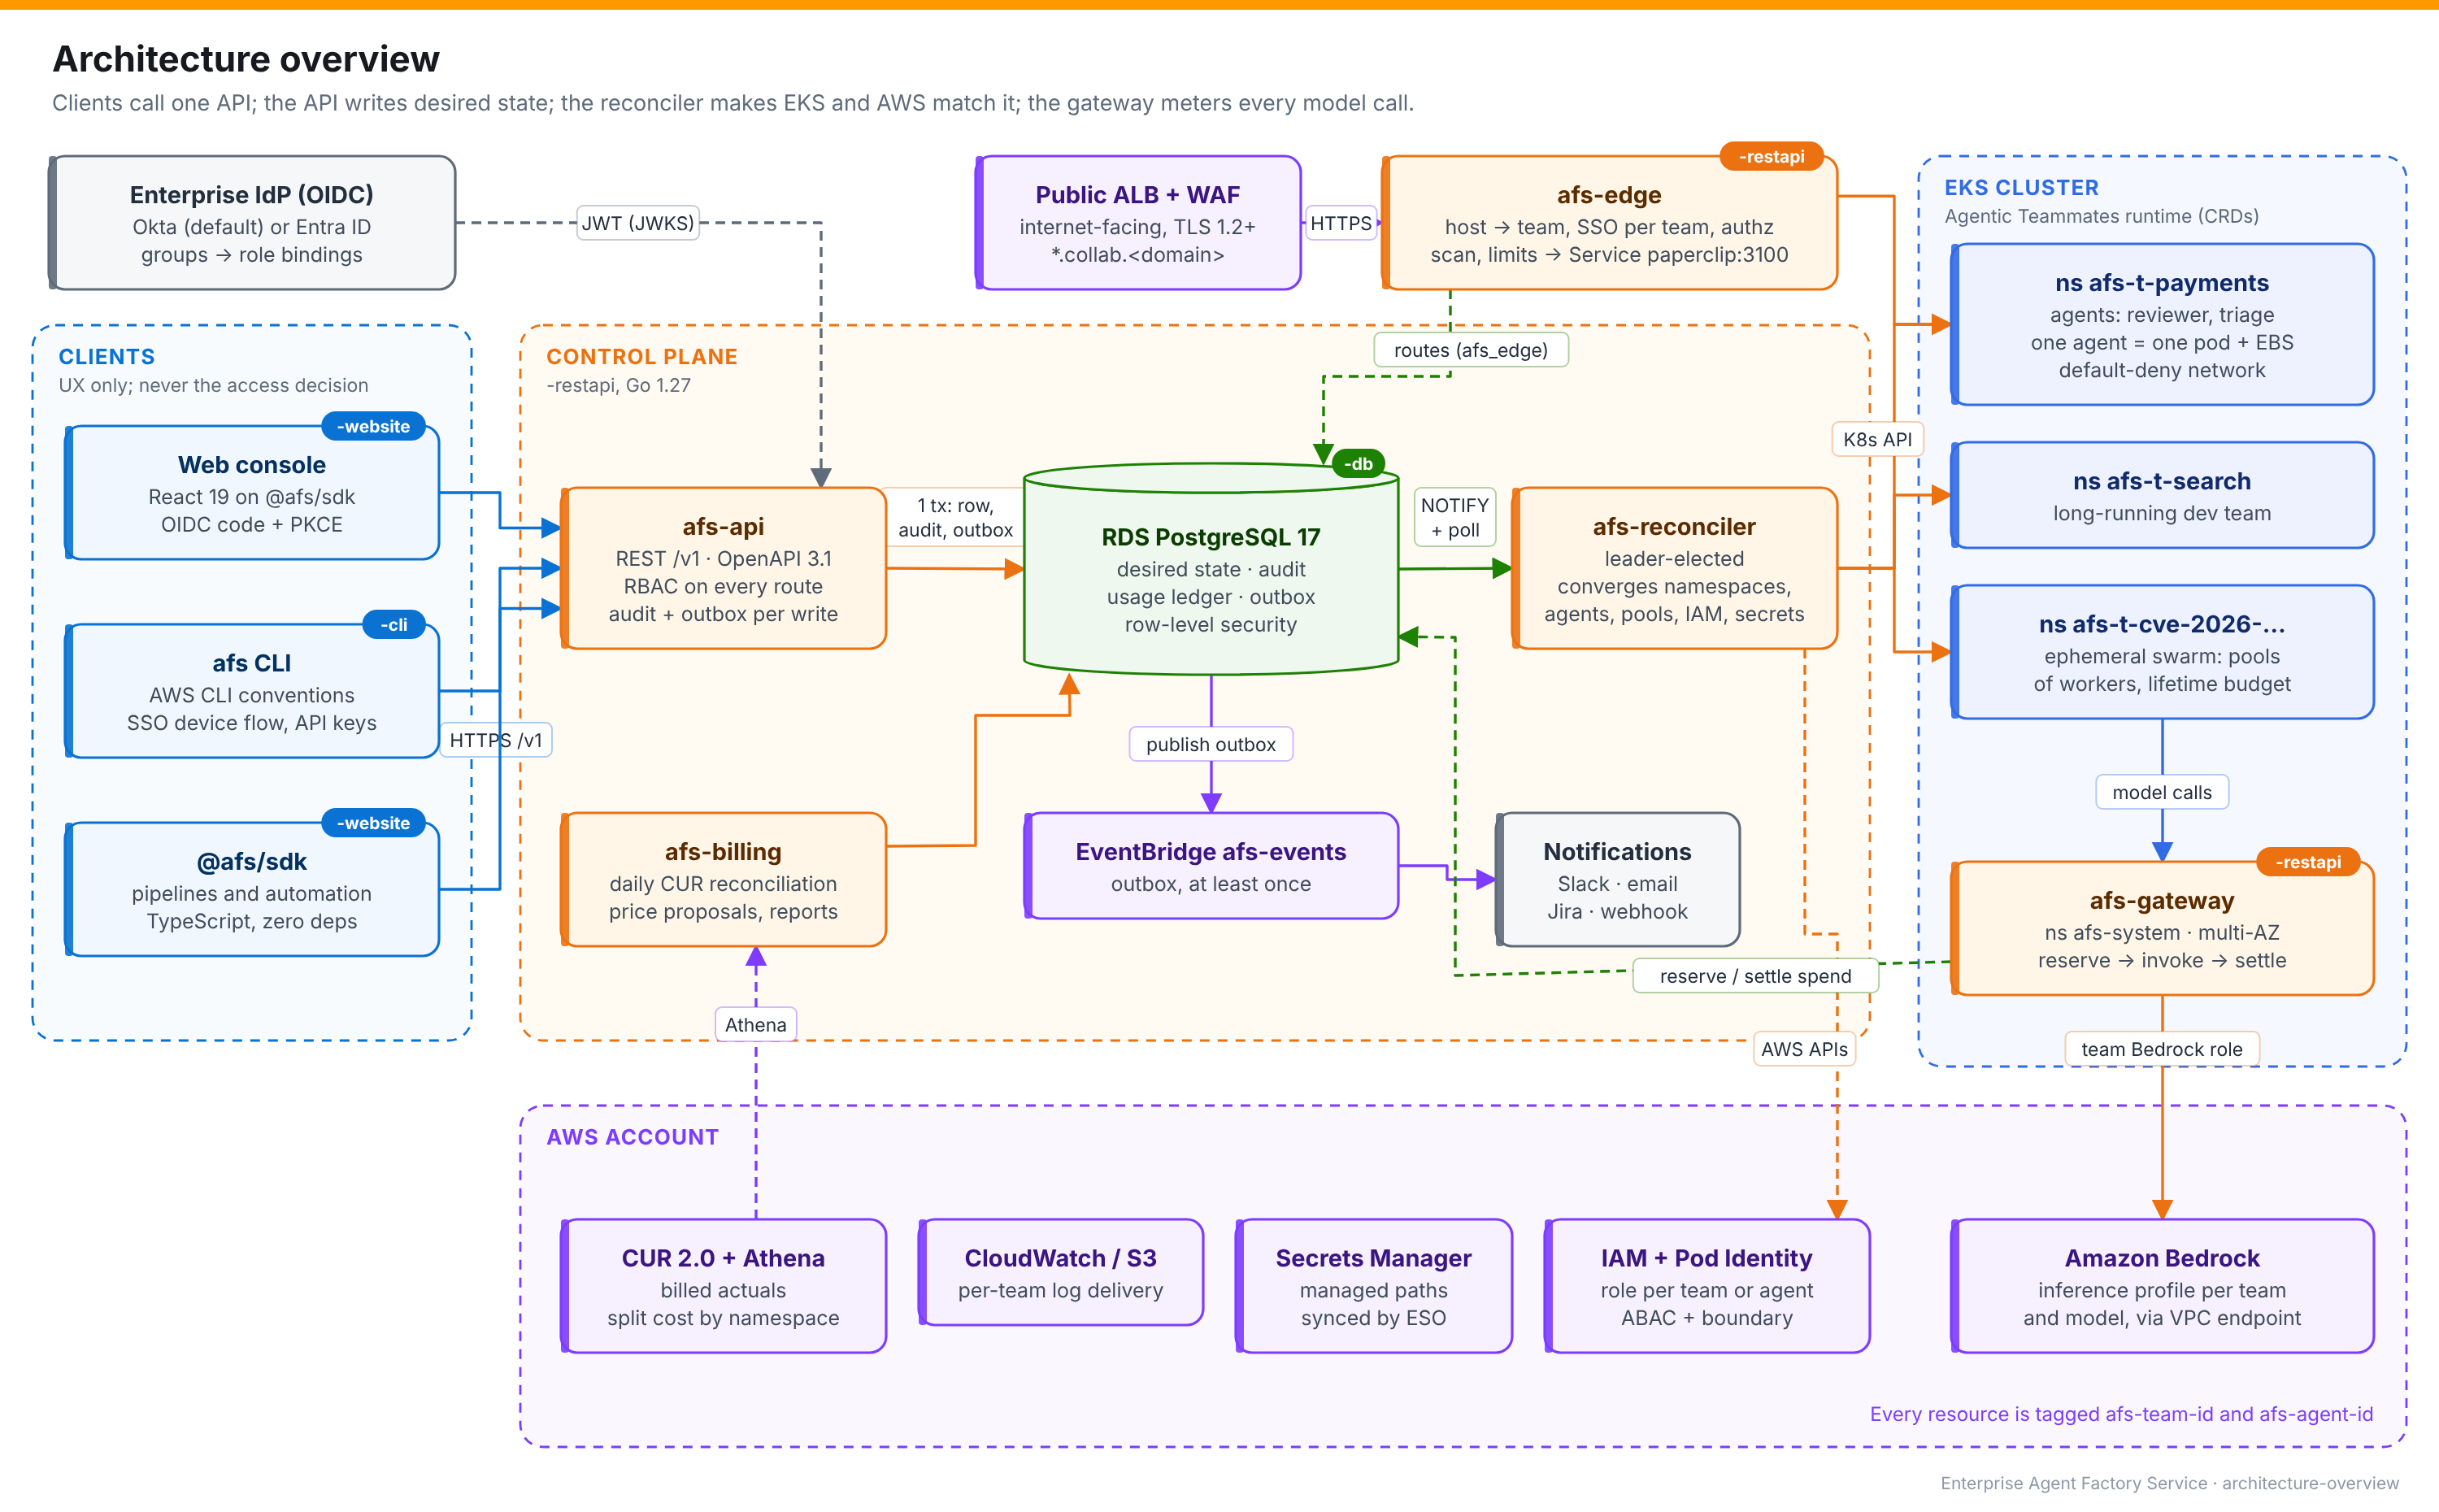 Architecture overview
Clients call one API; the API writes desired state; the reconciler makes EKS and AWS match it; the gateway meters every model call.
Enterprise IdP (OIDC)
Okta (default) or Entra ID
groups → role bindings
JWT (JWKS)
Public ALB + WAF
internet-facing, TLS 1.2+
*.collab.<domain>
HTTPS
-restapi
afs-edge
host → team, SSO per team, authz
scan, limits → Service paperclip:3100
routes (afs_edge)
CLIENTS
UX only; never the access decision
-website
Web console
React 19 on @afs/sdk
OIDC code + PKCE
-cli
afs CLI
AWS CLI conventions
SSO device flow, API keys
HTTPS /v1
-website
@afs/sdk
pipelines and automation
TypeScript, zero deps
CONTROL PLANE
-restapi, Go 1.27
afs-api
REST /v1 · OpenAPI 3.1
RBAC on every route
audit + outbox per write
1 tx: row,
audit, outbox
-db
RDS PostgreSQL 17
desired state · audit
usage ledger · outbox
row-level security
NOTIFY
+ poll
afs-reconciler
leader-elected
converges namespaces,
agents, pools, IAM, secrets
K8s API
publish outbox
afs-billing
daily CUR reconciliation
price proposals, reports
EventBridge afs-events
outbox, at least once
Notifications
Slack · email
Jira · webhook
reserve / settle spend
Athena
AWS APIs
EKS CLUSTER
Agentic Teammates runtime (CRDs)
ns afs-t-payments
agents: reviewer, triage
one agent = one pod + EBS
default-deny network
ns afs-t-search
long-running dev team
ns afs-t-cve-2026-...
ephemeral swarm: pools
of workers, lifetime budget
model calls
-restapi
afs-gateway
ns afs-system · multi-AZ
reserve → invoke → settle
team Bedrock role
AWS ACCOUNT
CUR 2.0 + Athena
billed actuals
split cost by namespace
CloudWatch / S3
per-team log delivery
Secrets Manager
managed paths
synced by ESO
IAM + Pod Identity
role per team or agent
ABAC + boundary
Amazon Bedrock
inference profile per team
and model, via VPC endpoint
Every resource is tagged afs-team-id and afs-agent-id
Enterprise Agent Factory Service · architecture-overview